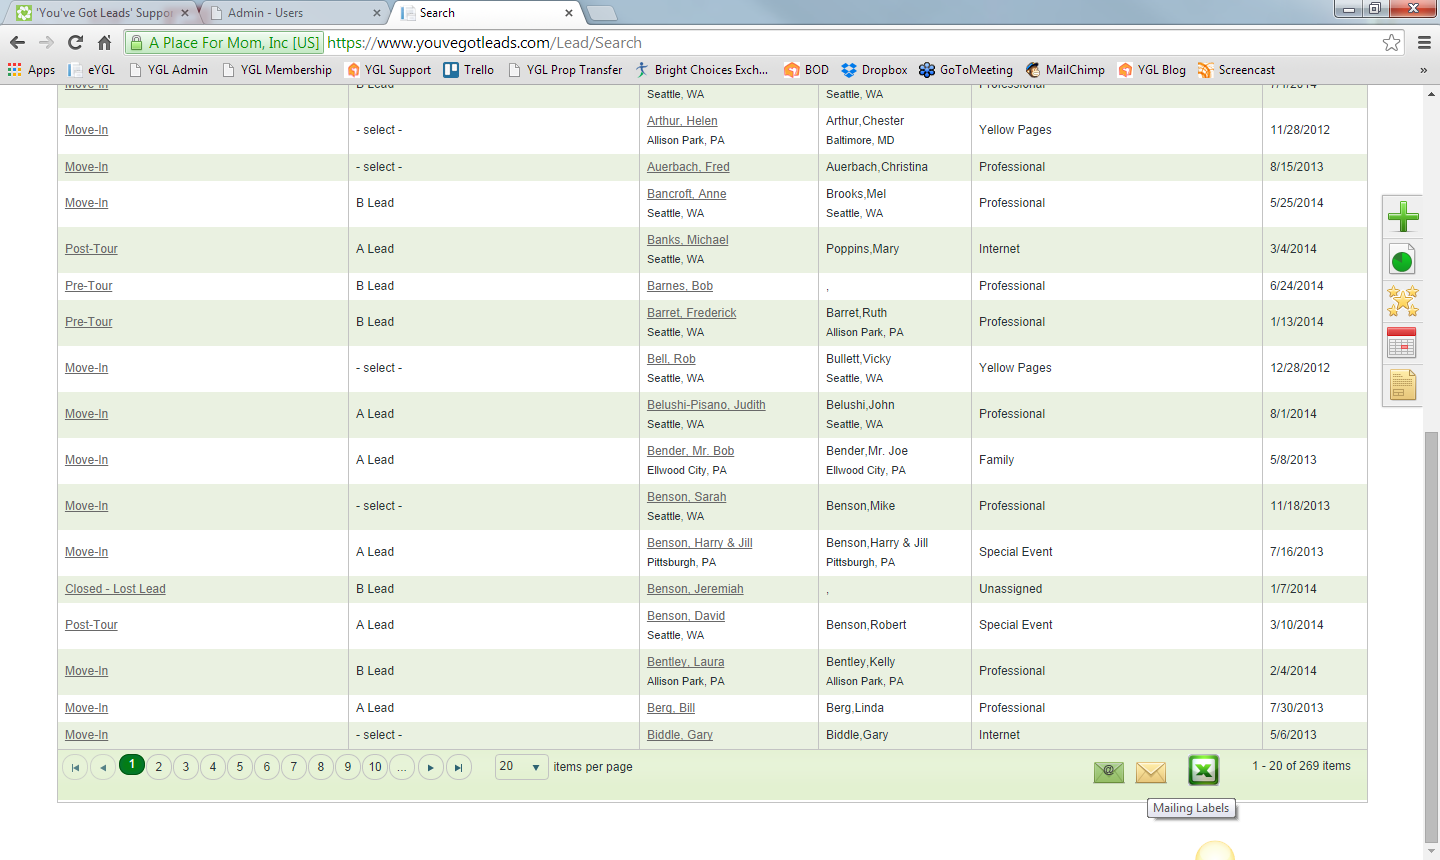 'You've Got Leads' Suppor
Admin - Users
Search
A Place For Mom, Inc [US] https://www.youvegotleads.com/Lead/Search
Apps eYGL YGL Admin YGL Membership YGL Support Trello YGL Prop Transfer Bright Choices Exch... BOD Dropbox GoToMeeting MailChimp YGL Blog Screencast »
Move-In B Lead Seattle, WA Seattle, WA Professional 7/1/2014
Arthur, Helen Arthur,Chester
Move-In - select - Yellow Pages 11/28/2012
Allison Park, PA Baltimore, MD
Move-In - select - Auerbach, Fred Auerbach,Christina Professional 8/15/2013
Bancroft, Anne Brooks,Mel
Move-In B Lead Professional 5/25/2014
Seattle, WA Seattle, WA
Banks, Michael
Post-Tour A Lead Poppins,Mary Internet 3/4/2014
Seattle, WA
Pre-Tour B Lead Barnes, Bob , Professional 6/24/2014
Barret, Frederick Barret,Ruth
Pre-Tour B Lead Professional 1/13/2014
Seattle, WA Allison Park, PA
Bell, Rob Bullett,Vicky
Move-In - select - Yellow Pages 12/28/2012
Seattle, WA Seattle, WA
Belushi-Pisano, Judith Belushi,John
Move-In A Lead Professional 8/1/2014
Seattle, WA Seattle, WA
Bender, Mr. Bob Bender,Mr. Joe
Move-In A Lead Family 5/8/2013
Ellwood City, PA Ellwood City, PA
Benson, Sarah
Move-In - select - Benson,Mike Professional 11/18/2013
Seattle, WA
Benson, Harry & Jill Benson,Harry & Jill
Move-In A Lead Special Event 7/16/2013
Pittsburgh, PA Pittsburgh, PA
Closed - Lost Lead B Lead Benson, Jeremiah , Unassigned 1/7/2014
Benson, David
Post-Tour A Lead Benson,Robert Special Event 3/10/2014
Seattle, WA
Bentley, Laura Bentley,Kelly
Move-In B Lead Professional 2/4/2014
Allison Park, PA Allison Park, PA
Move-In A Lead Berg, Bill Berg,Linda Professional 7/30/2013
Move-In - select - Biddle, Gary Biddle,Gary Internet 5/6/2013
1 2 3 4 5 6 7 8 9 10 ... 20 items per page 1 - 20 of 269 items
Mailing Labels